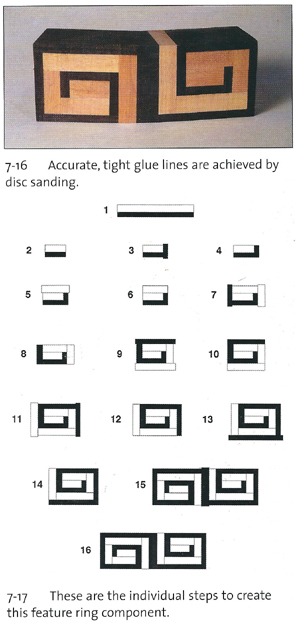 7-16 Accurate, tight glue lines are achieved by
disc sanding.
1
2 3 4
5 6 7
8 9 10
11 12 13
14 15
16
7-17 These are the individual steps to create
this feature ring component.